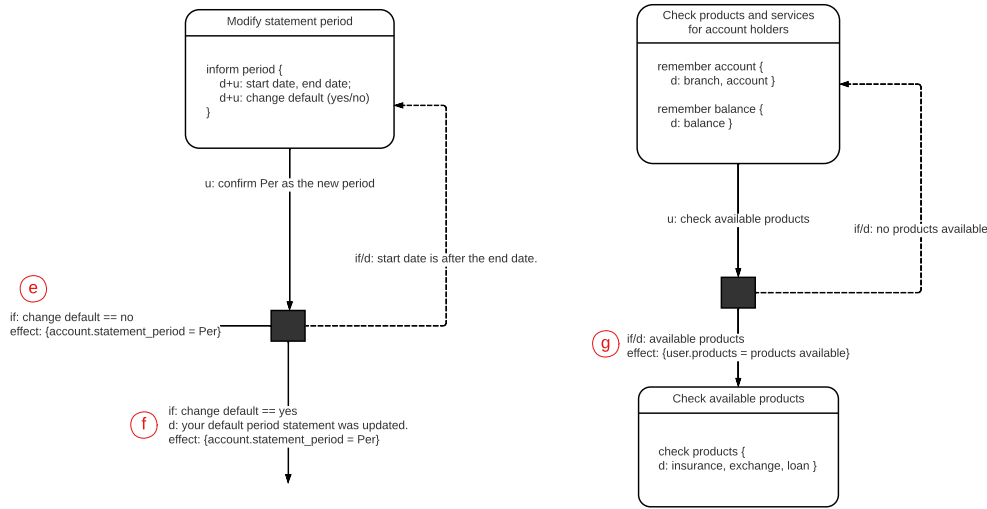 Modify statement period
inform period {
d+u: start date, end date;
d+u: change default (yes/no)
}
u: confirm Per as the new period
if/d: start date is after the end date.
e
if: change default == no
effect: {account.statement_period = Per}
f
if: change default == yes
d: your default period statement was updated.
effect: {account.statement_period = Per}
Check products and services
for account holders
remember account {
d: branch, account }
remember balance {
d: balance }
u: check available products
if/d: no products available
g
if/d: available products
effect: {user.products = products available}
Check available products
check products {
d: insurance, exchange, loan }